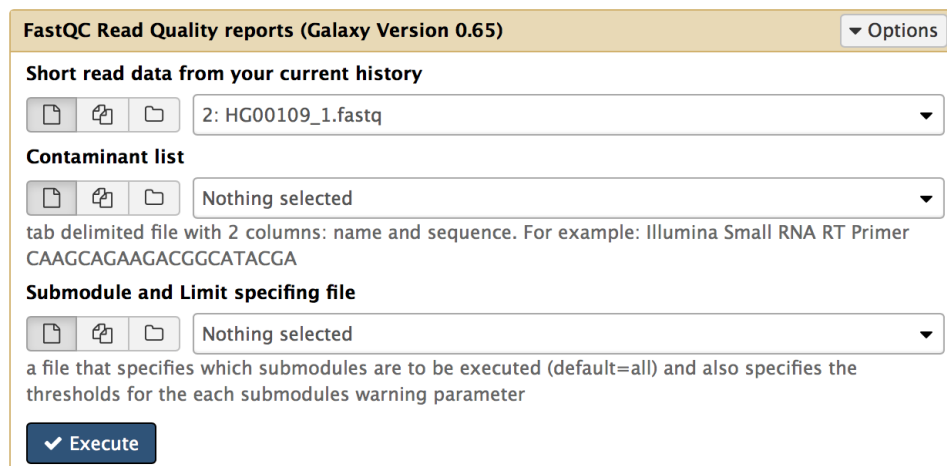 FastQC Read Quality reports (Galaxy Version 0.65)
Options
Short read data from your current history
2: HG00109_1.fastq
Contaminant list
Nothing selected
tab delimited file with 2 columns: name and sequence. For example: Illumina Small RNA RT Primer
CAAGCAGAAGACGGCATACGA
Submodule and Limit specifing file
Nothing selected
a file that specifies which submodules are to be executed (default=all) and also specifies the
thresholds for the each submodules warning parameter
Execute